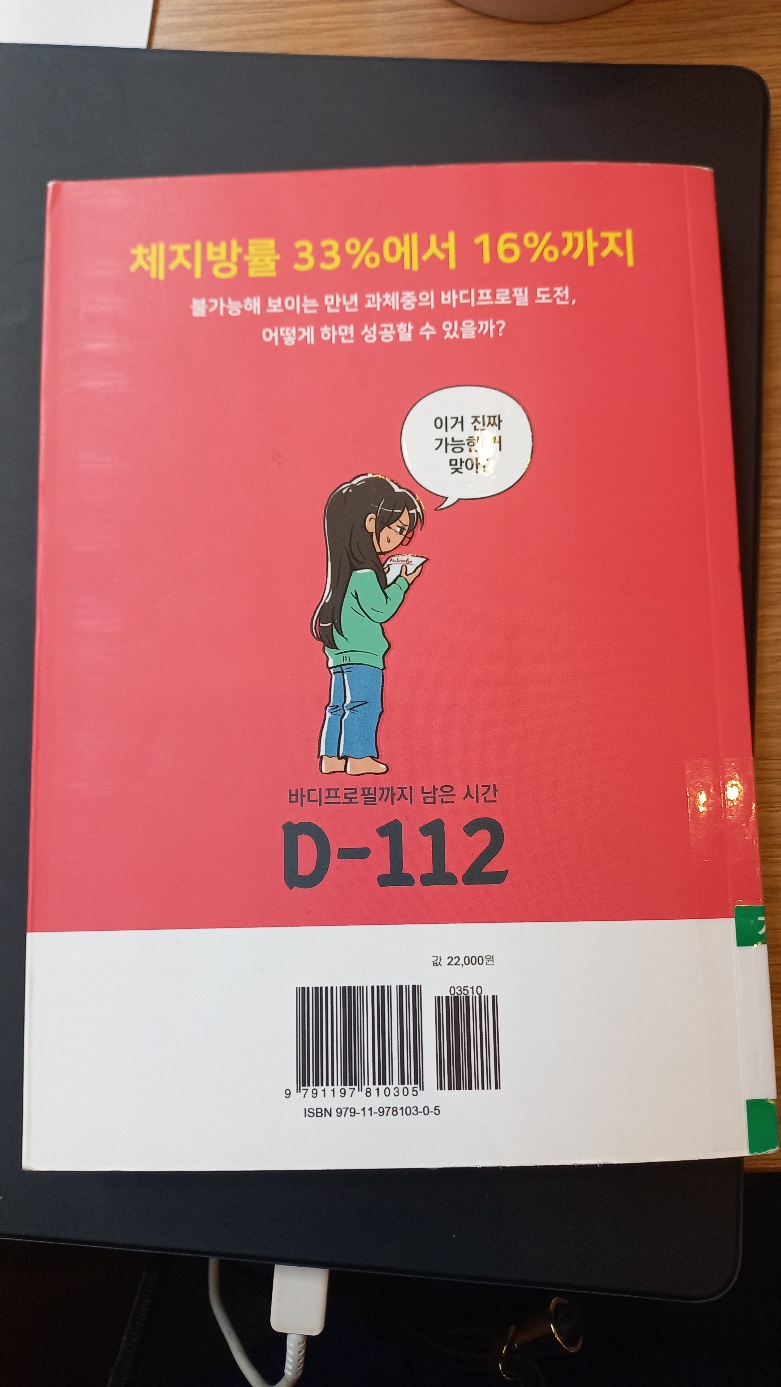 체지방률 33%에서 16%까지
불가능해 보이는 만년 과체중의 바디프로필 도전,
어떻게 하면 성공할 수 있을까?
이거 진짜
맞아?
바디프로필까지 남은 시간
D-112
값 22,000원
03510
9 791197 810305
ISBN 979-11-978103-0-5